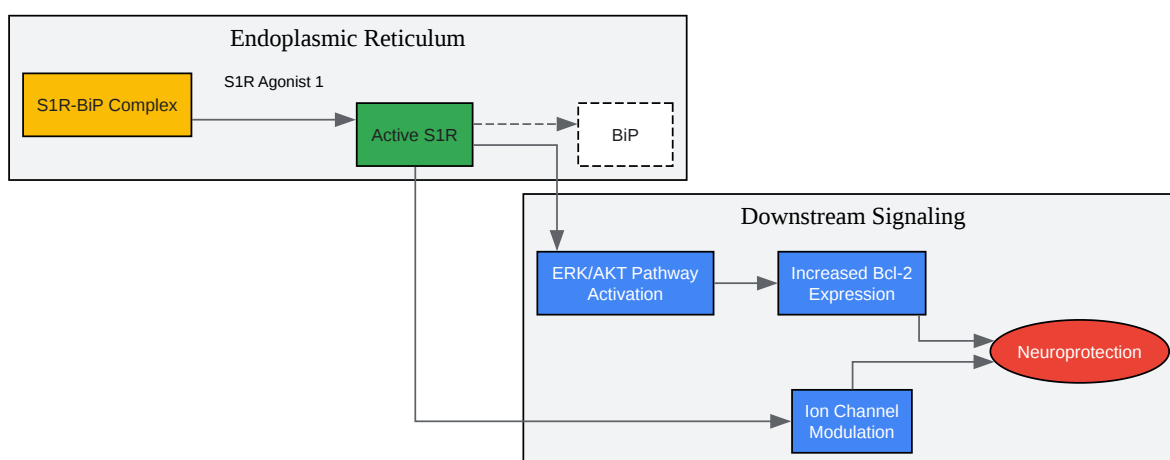 Endoplasmic Reticulum
S1R Agonist 1
S1R-BiP Complex
Active S1R
BiP
Downstream Signaling
ERK/AKT Pathway
Activation
Increased Bcl-2
Expression
Neuroprotection
Ion Channel
Modulation